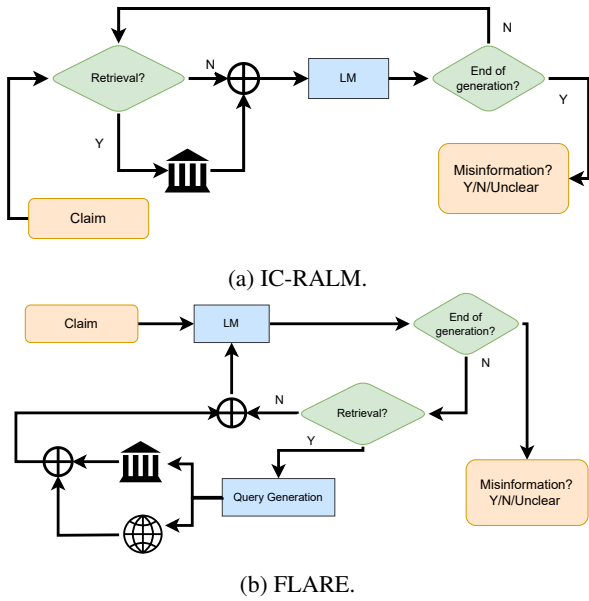 N
Retrieval?
N
LM
End of
generation?
Y
Y
Misinformation?
Y/N/Unclear
Claim
(a) IC-RALM.
Claim
LM
End of
generation?
N
N
Retrieval?
Y
Query Generation
Misinformation?
Y/N/Unclear
(b) FLARE.